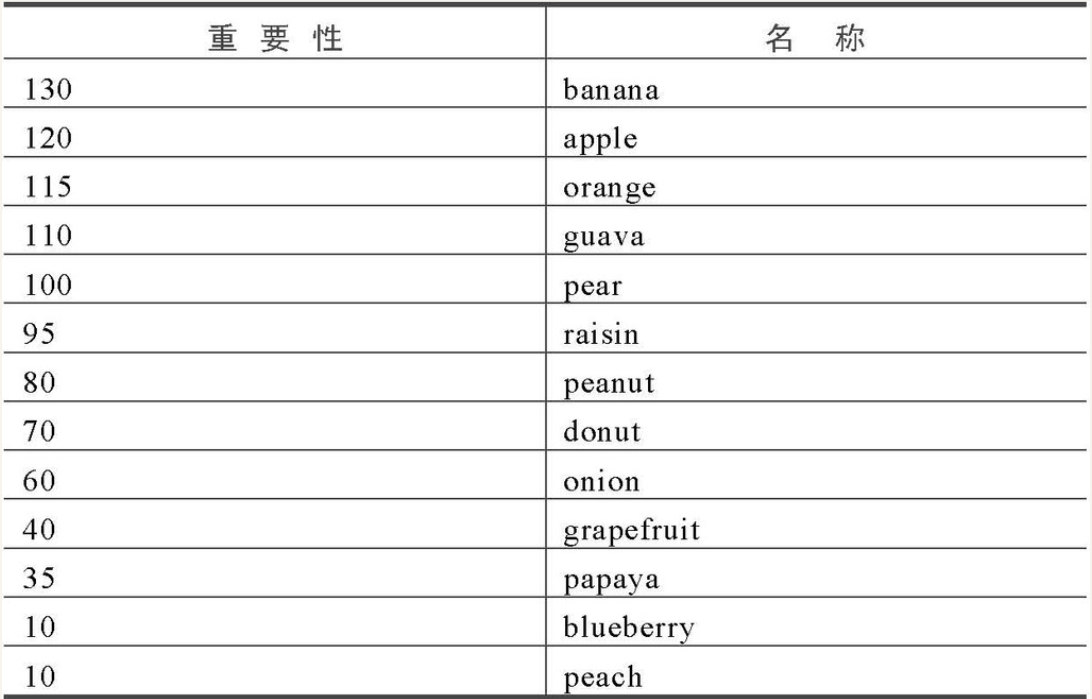 重要性 名称
130 banana
120 apple
115 orange
110 guava
100 pear
95 raisin
80 peanut
70 donut
60 onion
40 grapefruit
35 papaya
10 blueberry
10 peach